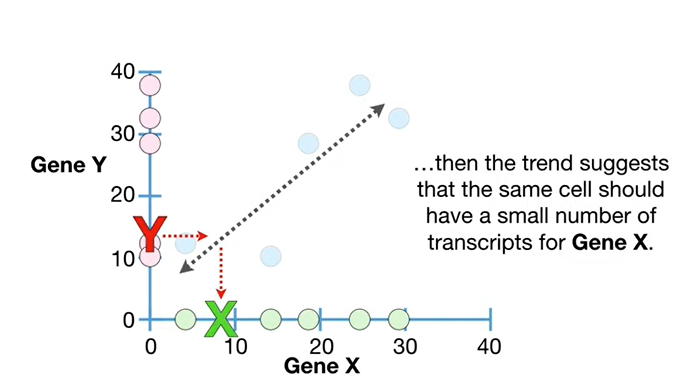 40
30
Gene Y
20
Y
10
0
X
0
10
20
30
40
Gene X
…then the trend suggests
that the same cell should
have a small number of
transcripts for Gene X.